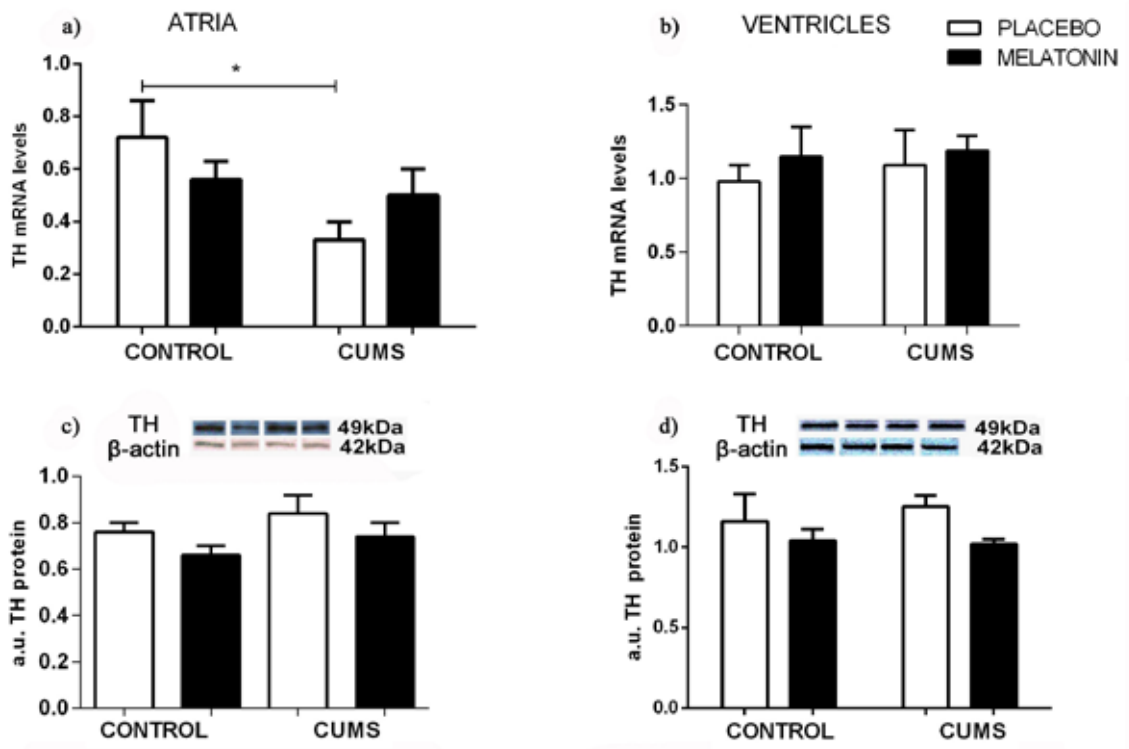 a)
ATRIA
TH mRNA levels
1.0
0.8
0.6
0.4
0.2
0.0
*
CONTROL
CUMS
b)
VENTRICLES
PLACEBO
MELATONIN
TH mRNA levels
1.5
1.0
0.5
0.0
CONTROL
CUMS
c)
TH
49kDa
β-actin
42kDa
a.u. TH protein
1.0
0.8
0.6
0.4
0.2
0.0
CONTROL
CUMS
d)
TH
49kDa
β-actin
42kDa
a.u. TH protein
1.5
1.0
0.5
0.0
CONTROL
CUMS